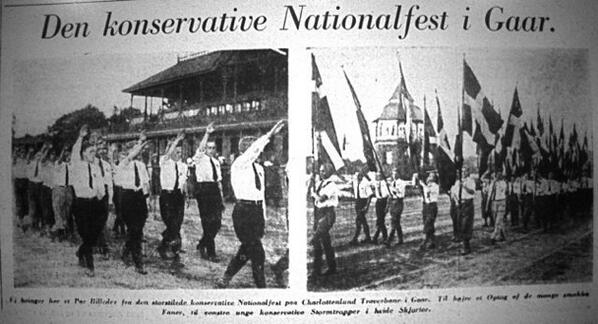 Den konservative Nationalfest i Gaar.
Vi bringer her et Par Billeder fra den storstilede konservative Nationalfest paa Charlottenlund Traverbane i Gaar. Til højre et Optog af de mange smukke
Faner, til venstre unge konservative Stormtropper i hvide Skjorter.